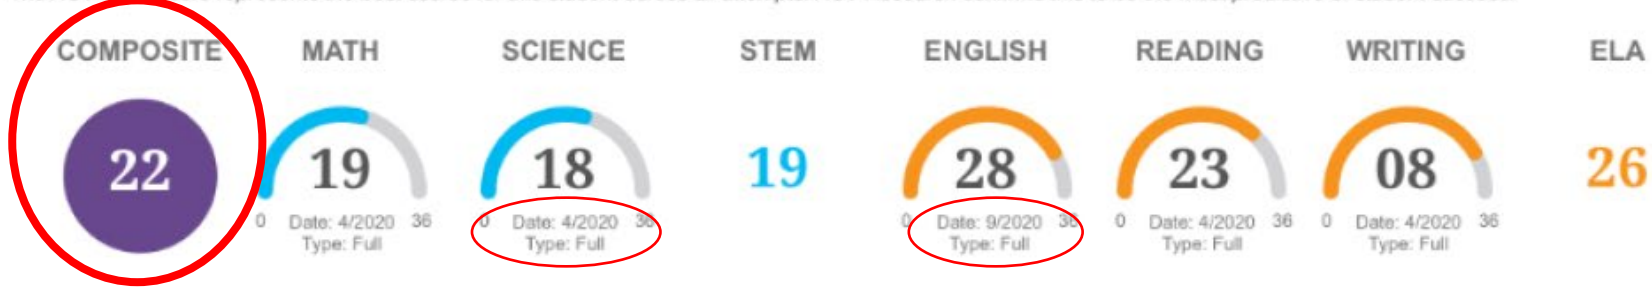 COMPOSITE MATH SCIENCE STEM ENGLISH READING WRITING ELA
22 19 18 19 28 23 08 26
0 Date: 4/2020 36 0 Date: 4/2020 36 0 Date: 9/2020 36 0 Date: 4/2020 36 0 Date: 4/2020 36
Type: Full Type: Full Type: Full Type: Full Type: Full